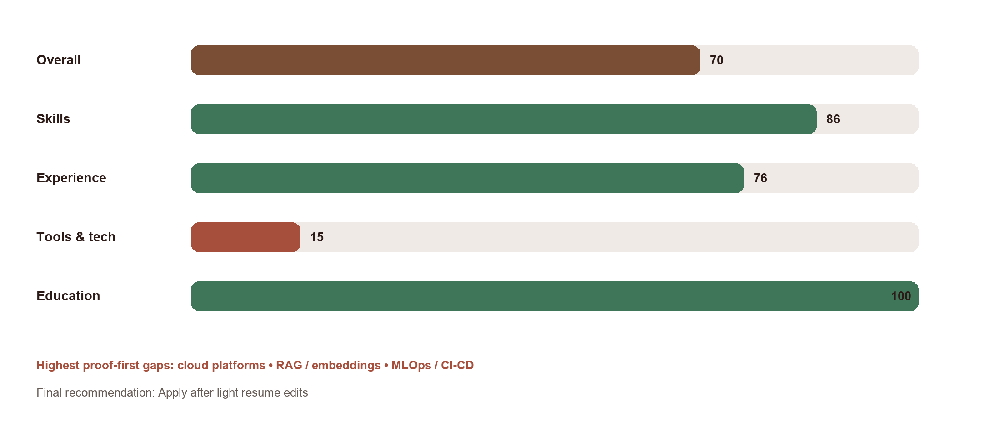 Overall 70
Skills 86
Experience 76
Tools & tech 15
Education 100
Highest proof-first gaps: cloud platforms • RAG / embeddings • MLOps / CI-CD
Final recommendation: Apply after light resume edits